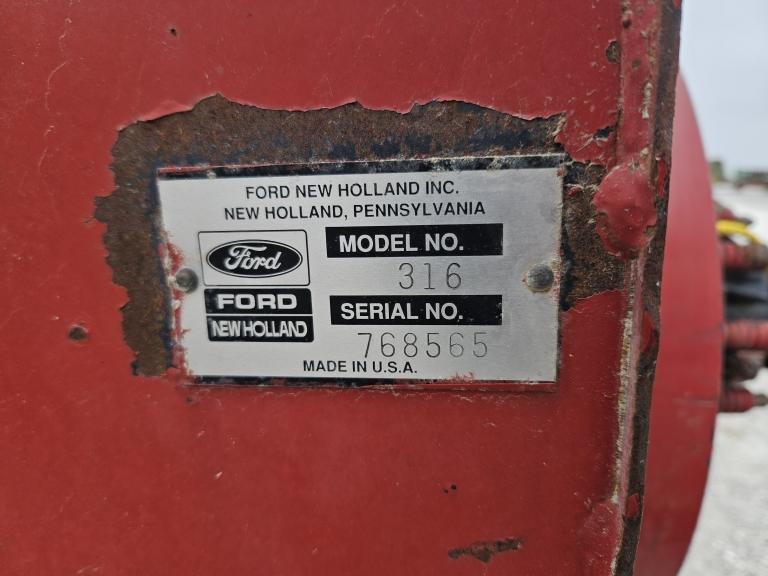 FORD NEW HOLLAND INC.
NEW HOLLAND, PENNSYLVANIA
Ford
FORD
NEW HOLLAND
MODEL NO.
316
SERIAL NO.
768565
MADE IN U.S.A.